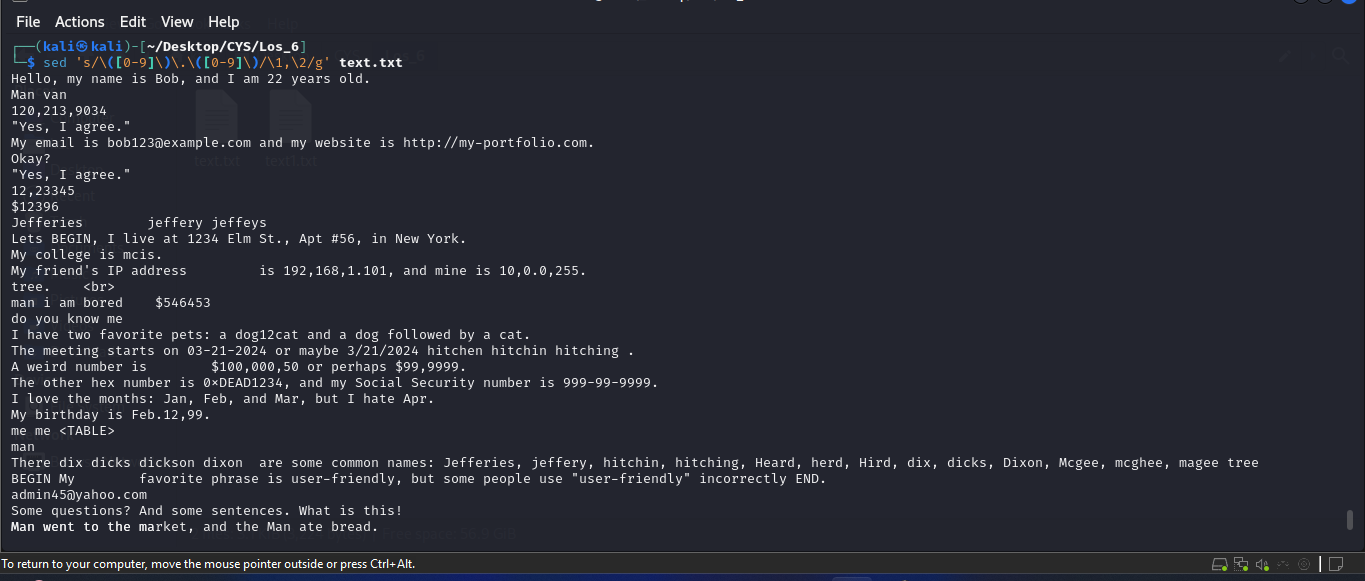 File Actions Edit View Help
┌──(kali㉿kali)-[~/Desktop/CYS/Los_6]
└─$ sed 's/\([0-9]\)\.\([0-9]\)/\1,\2/g' text.txt
Hello, my name is Bob, and I am 22 years old.
Man van
120,213,9034
"Yes, I agree."
My email is bob123@example.com and my website is http://my-portfolio.com.
Okay?
"Yes, I agree."
12,23345
$12396
Jefferies        jeffery jeffeys
Lets BEGIN, I live at 1234 Elm St., Apt #56, in New York.
My college is mcis.
My friend's IP address         is 192,168,1.101, and mine is 10,0.0,255.
tree.    <br>
man i am bored    $546453
do you know me
I have two favorite pets: a dog12cat and a dog followed by a cat.
The meeting starts on 03-21-2024 or maybe 3/21/2024 hitchen hitchin hitching .
A weird number is        $100,000,50 or perhaps $99,9999.
The other hex number is 0×DEAD1234, and my Social Security number is 999-99-9999.
I love the months: Jan, Feb, and Mar, but I hate Apr.
My birthday is Feb.12,99.
me me <TABLE>
man
There dix dicks dickson dixon  are some common names: Jefferies, jeffery, hitchin, hitching, Heard, herd, Hird, dix, dicks, Dixon, Mcgee, mcghee, magee tree
BEGIN My        favorite phrase is user-friendly, but some people use "user-friendly" incorrectly END.
admin45@yahoo.com
Some questions? And some sentences. What is this!
Man went to the market, and the Man ate bread.
To return to your computer, move the mouse pointer outside or press Ctrl+Alt.